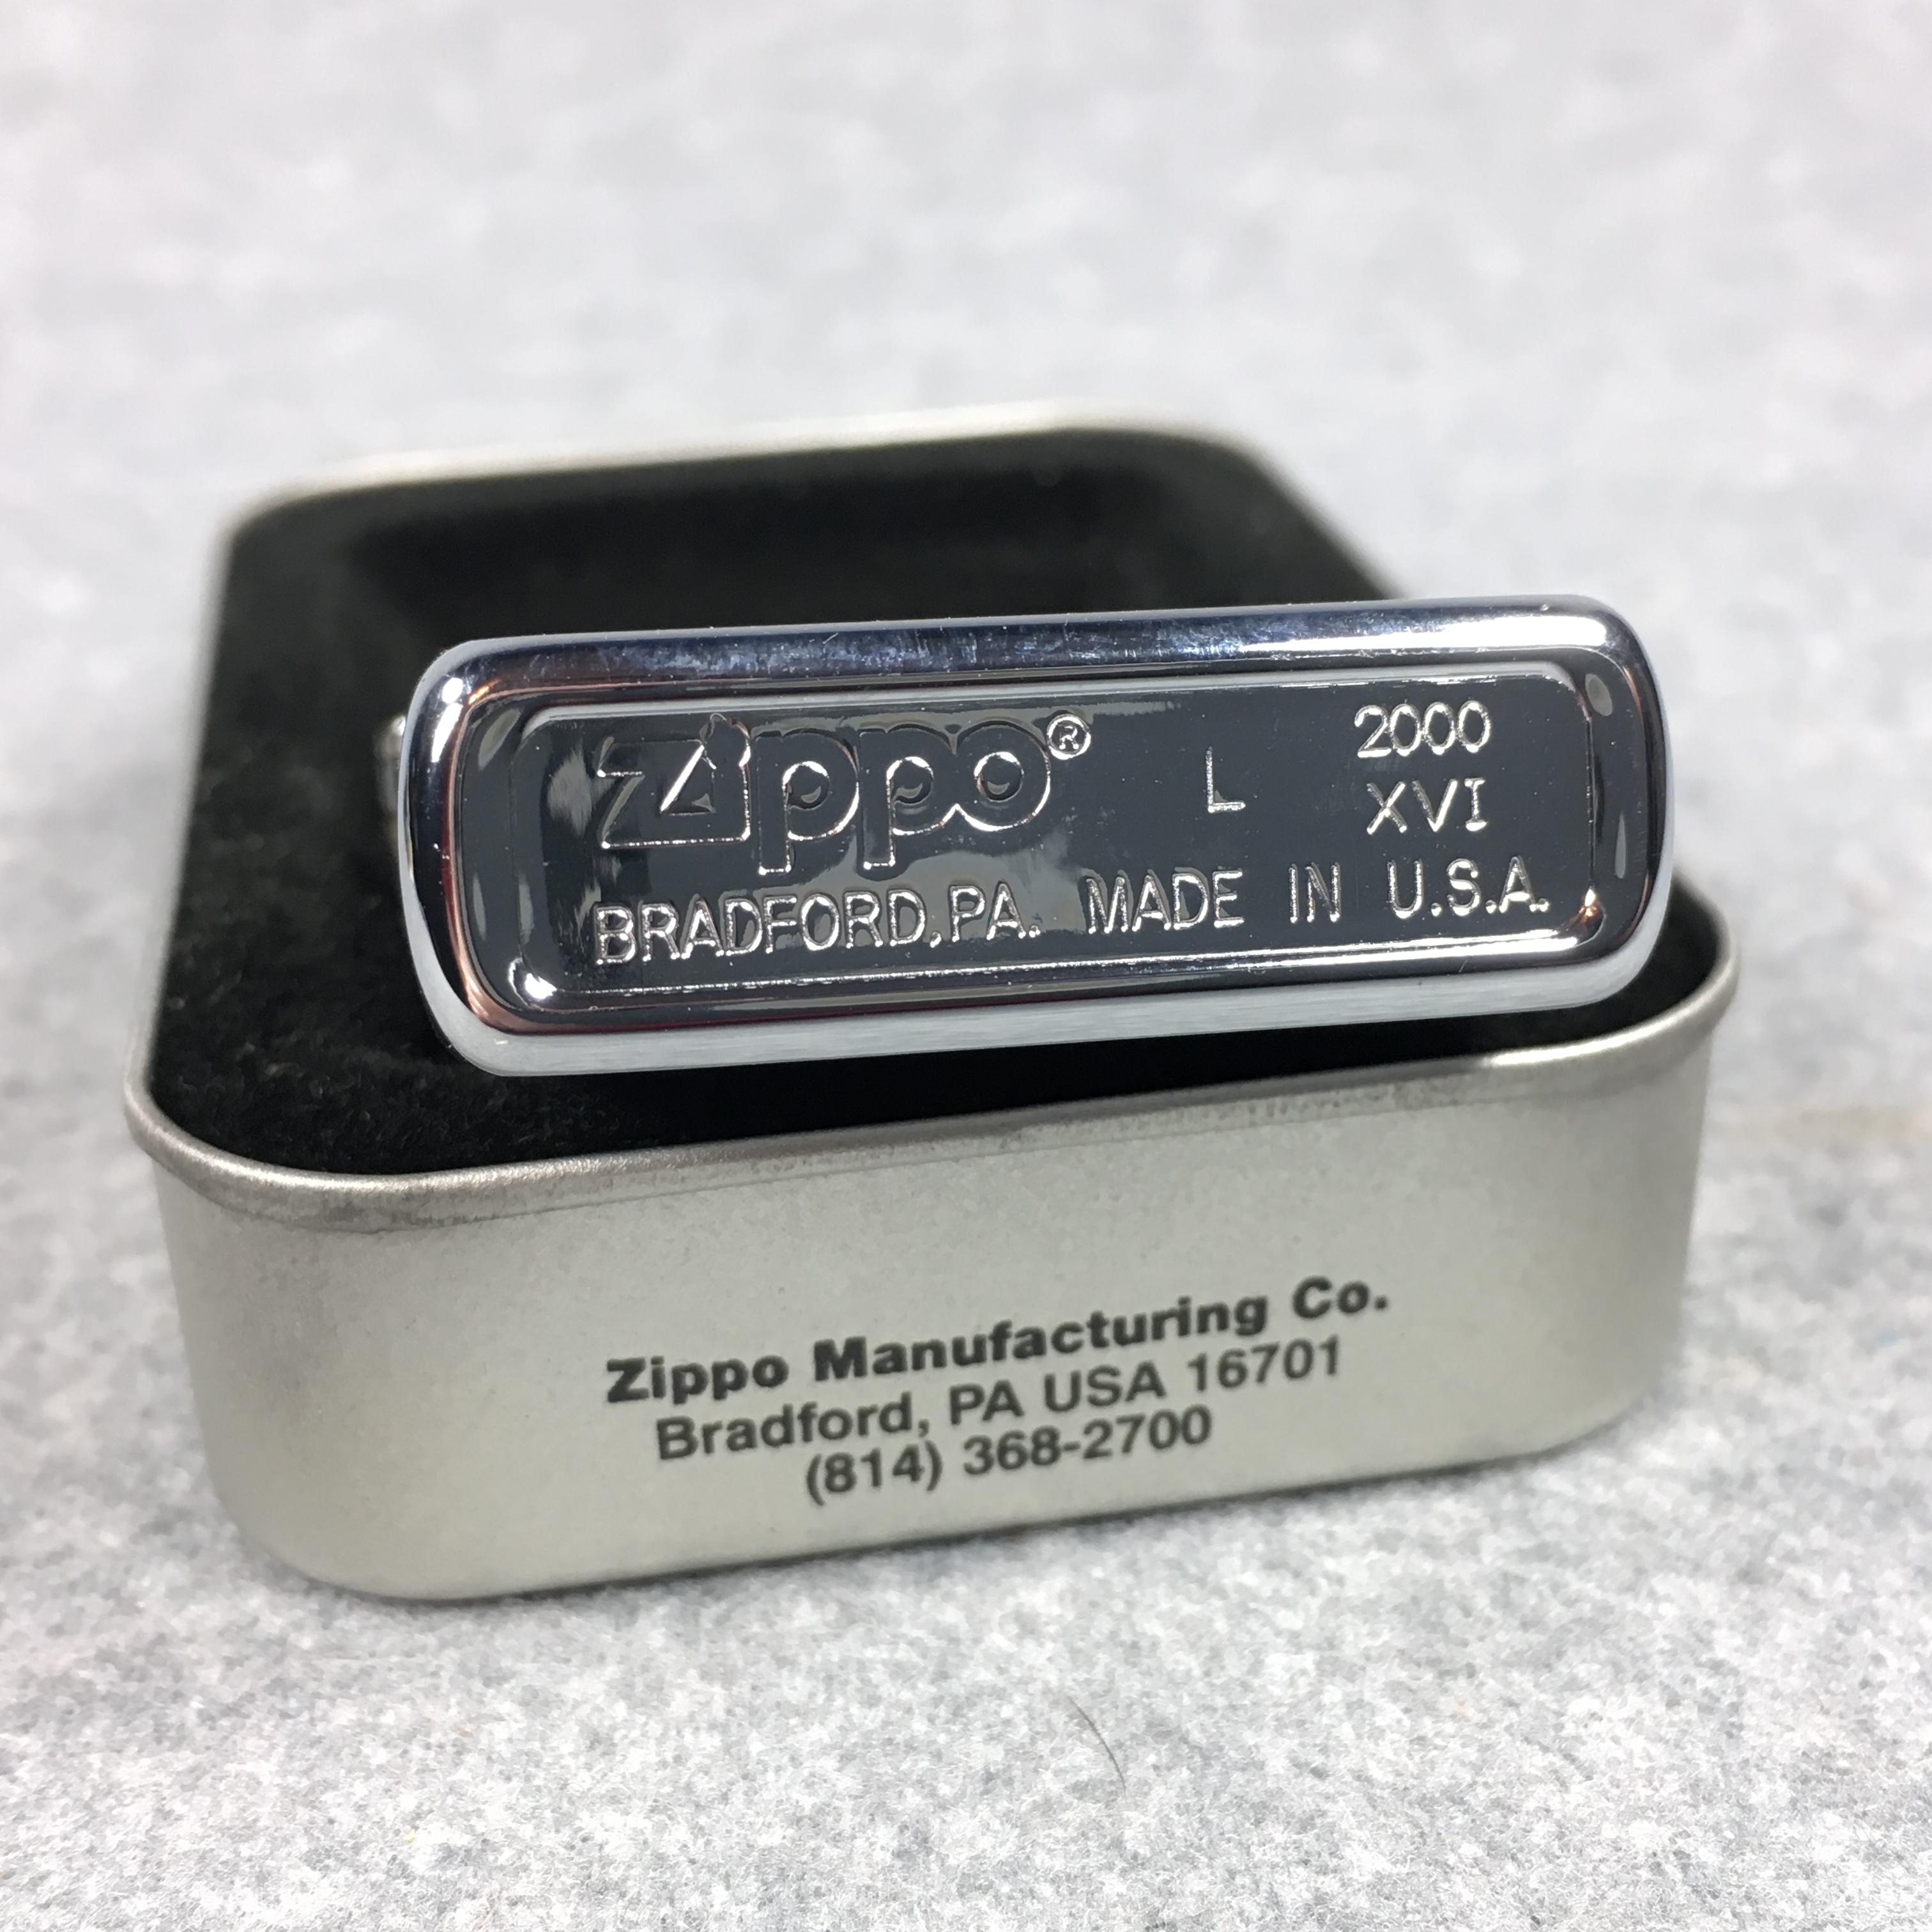 Zippo® L 2000
XVI
BRADFORD, PA. MADE IN U.S.A.
Zippo Manufacturing Co.
Bradford, PA USA 16701
(814) 368-2700